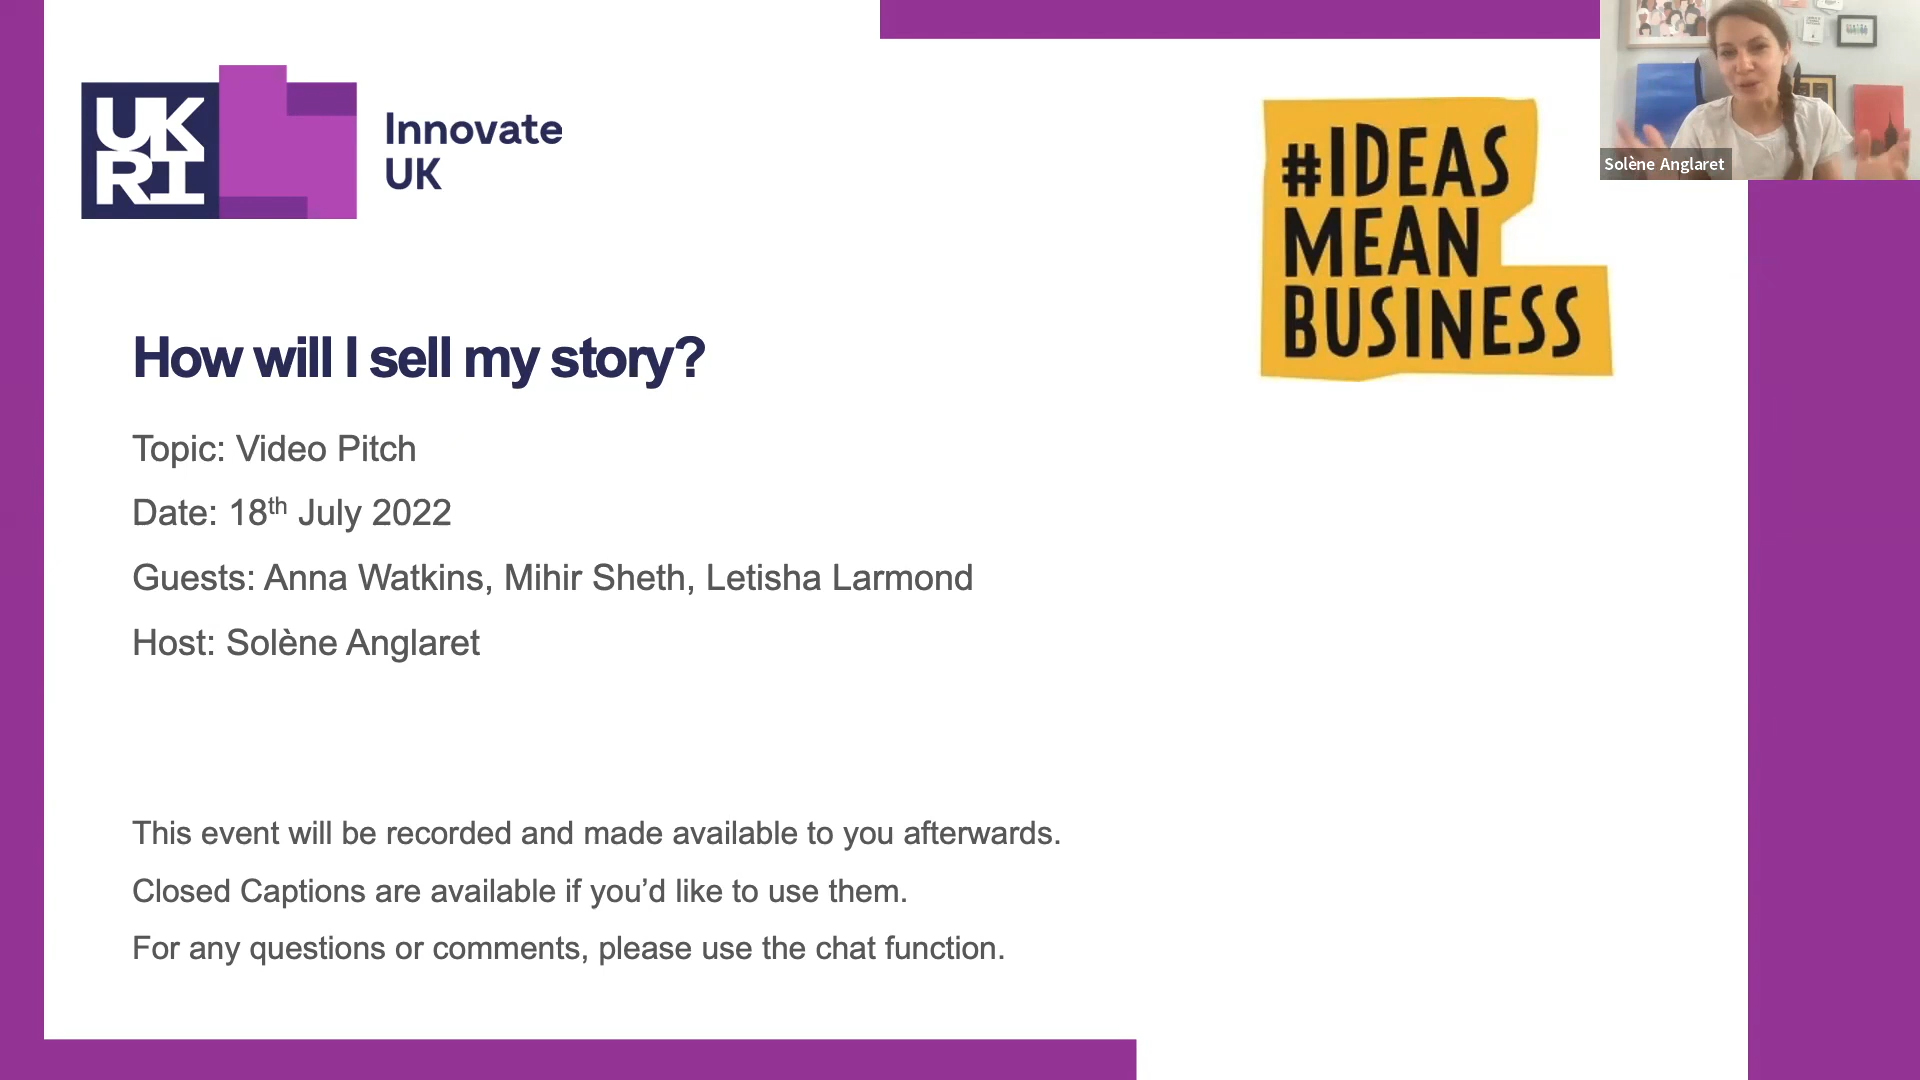 UK
RI
Innovate
UK
#IDEAS
MEAN
BUSINESS
Solène Anglaret
How will I sell my story?
Topic: Video Pitch
Date: 18th July 2022
Guests: Anna Watkins, Mihir Sheth, Letisha Larmond
Host: Solène Anglaret
This event will be recorded and made available to you afterwards.
Closed Captions are available if you’d like to use them.
For any questions or comments, please use the chat function.